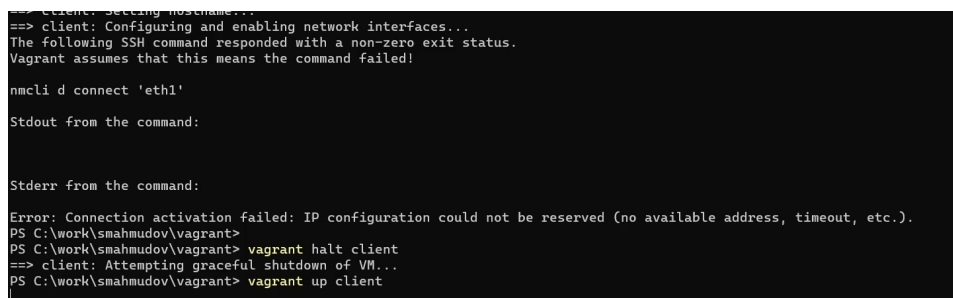 ==> client: Setting hostname...
==> client: Configuring and enabling network interfaces...
The following SSH command responded with a non-zero exit status.
Vagrant assumes that this means the command failed!
nmcli d connect 'eth1'
Stdout from the command:
Stderr from the command:
Error: Connection activation failed: IP configuration could not be reserved (no available address, timeout, etc.).
PS C:\work\smahmudov\vagrant>
PS C:\work\smahmudov\vagrant> vagrant halt client
==> client: Attempting graceful shutdown of VM...
PS C:\work\smahmudov\vagrant> vagrant up client